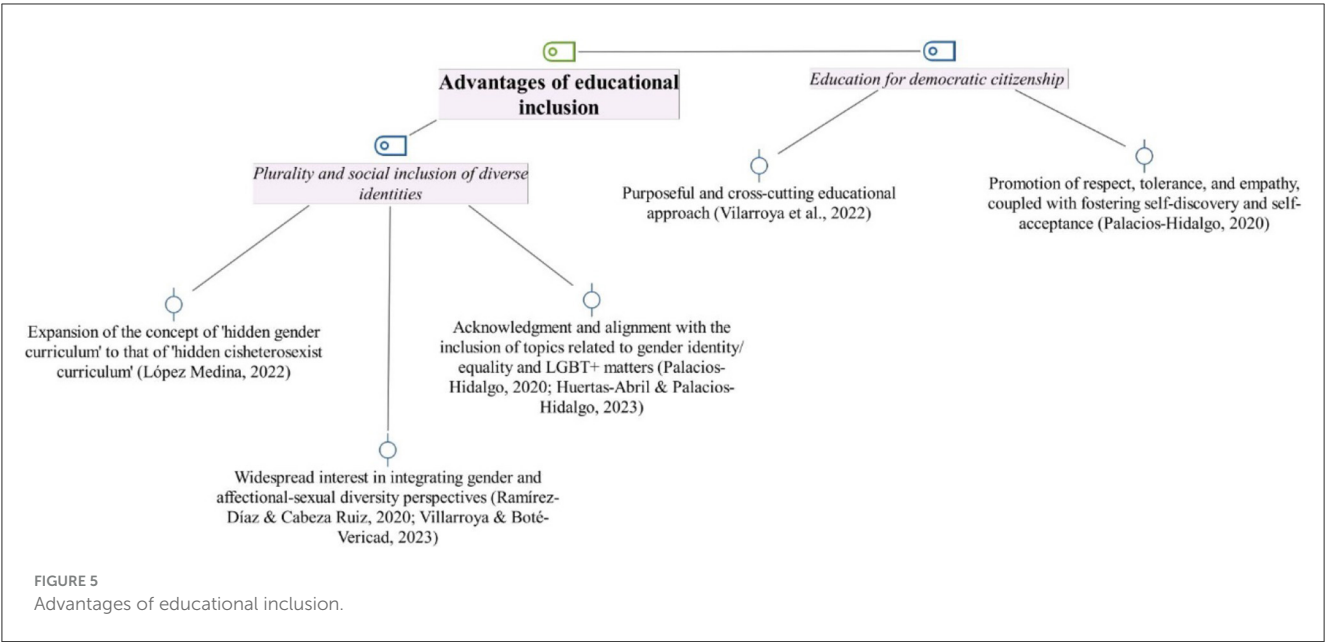 Advantages of educational
inclusion
Education for democratic citizenship
Plurality and social inclusion of diverse
identities
Purposeful and cross-cutting educational
approach (Vilarroya et al., 2022)
Promotion of respect, tolerance, and empathy,
coupled with fostering self-discovery and self-
acceptance (Palacios-Hidalgo, 2020)
Expansion of the concept of 'hidden gender
curriculum' to that of 'hidden cisheterosexist
curriculum' (López Medina, 2022)
Acknowledgment and alignment with the
inclusion of topics related to gender identity/
equality and LGBT+ matters (Palacios-
Hidalgo, 2020; Huertas-Abril & Palacios-
Hidalgo, 2023)
Widespread interest in integrating gender and
affectional-sexual diversity perspectives (Ramírez-
Díaz & Cabeza Ruiz, 2020; Villarroya & Boté-
Vericad, 2023)
FIGURE 5
Advantages of educational inclusion.